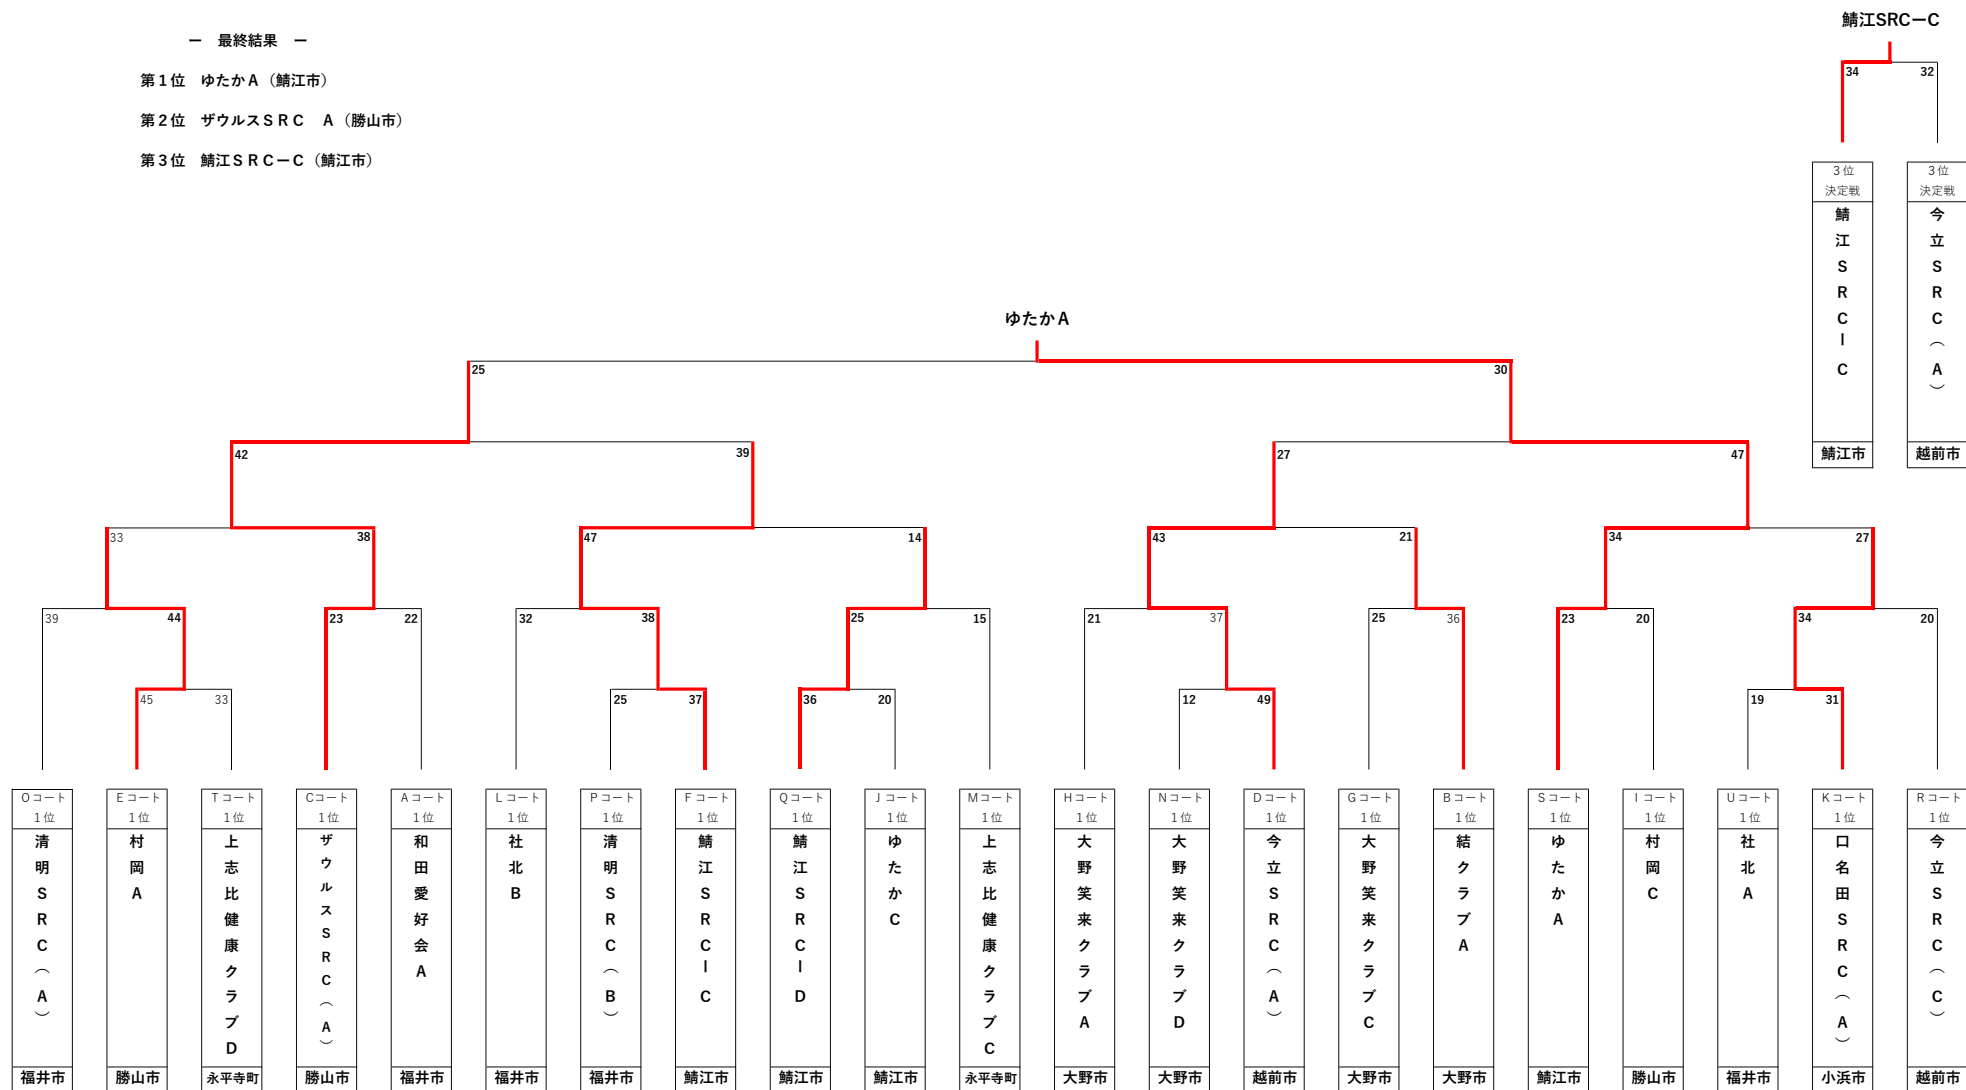 鯖江SRCーC
ー　最終結果　ー
第１位　ゆたかＡ（鯖江市）
第２位　ザウルスＳＲＣ　Ａ（勝山市）
第３位　鯖江ＳＲＣーＣ（鯖江市）
34 32
３位 ３位
決定戦 決定戦
鯖江ＳＲＣーＣ
今立ＳＲＣ（Ａ）
鯖江市 越前市
ゆたかＡ
25 30
42 39 27 47
33 38 47 14 43 21 34 27
39 44 23 22 32 38 25 15 21 37 25 36 23 20 34 20
45 33 25 37 36 20 12 49 19 31
Ｏコート Ｅコート Ｔコート Ｃコート Ａコート Ｌコート Ｐコート Ｆコート Ｑコート Ｊコート Ｍコート Ｈコート Ｎコート Ｄコート Ｇコート Ｂコート Ｓコート Ｉコート Ｕコート Ｋコート Ｒコート
１位 １位 １位 １位 １位 １位 １位 １位 １位 １位 １位 １位 １位 １位 １位 １位 １位 １位 １位 １位 １位
清明ＳＲＣ（Ａ）
村岡Ａ
上志比健康クラブＤ
ザウルスＳＲＣ（Ａ）
和田愛好会Ａ
社北Ｂ
清明ＳＲＣ（Ｂ）
鯖江ＳＲＣーＣ
鯖江ＳＲＣーＤ
ゆたかＣ
上志比健康クラブＣ
大野笑来クラブＡ
大野笑来クラブＤ
今立ＳＲＣ（Ａ）
大野笑来クラブＣ
結クラブＡ
ゆたかＡ
村岡Ｃ
社北Ａ
口名田ＳＲＣ（Ａ）
今立ＳＲＣ（Ｃ）
福井市 勝山市 永平寺町 勝山市 福井市 福井市 福井市 鯖江市 鯖江市 鯖江市 永平寺町 大野市 大野市 越前市 大野市 大野市 鯖江市 勝山市 福井市 小浜市 越前市